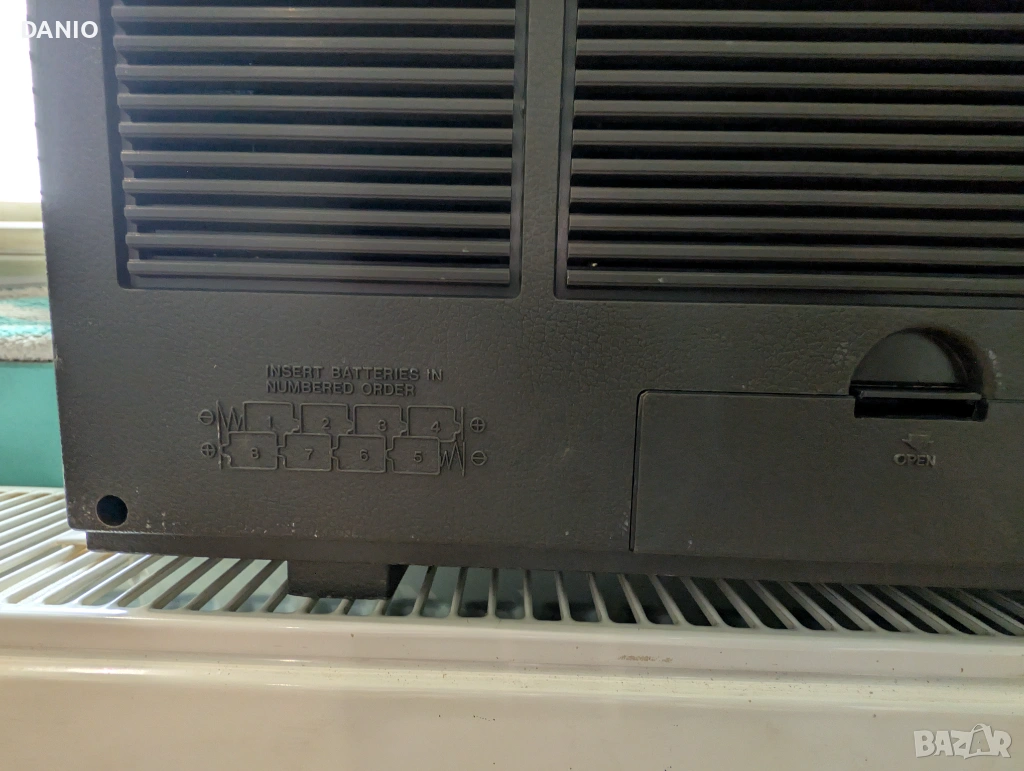 DANIO
INSERT BATTERIES IN
NUMBERED ORDER
⊖ 1 2 3 4 ⊕
⊕ 8 7 6 5 ⊖
OPEN
BAZAR